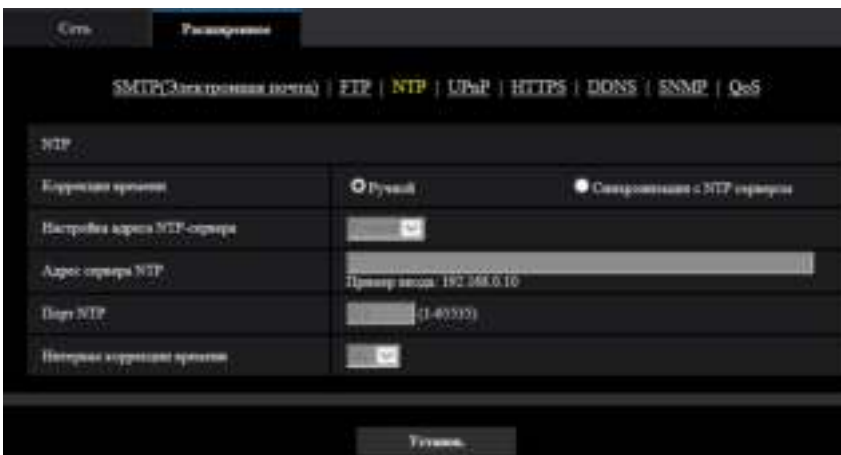 Сеть Расширенное
SMTP(Электронная почта) | FTP | NTP | UPnP | HTTPS | DDNS | SNMP | QoS
NTP
Коррекция времени Ручной Синхронизация с NTP сервером
Настройка адреса NTP-сервера
Адрес сервера NTP
Пример ввода: 192.168.0.10
Порт NTP (1-65535)
Интервал коррекции времени
Установ.